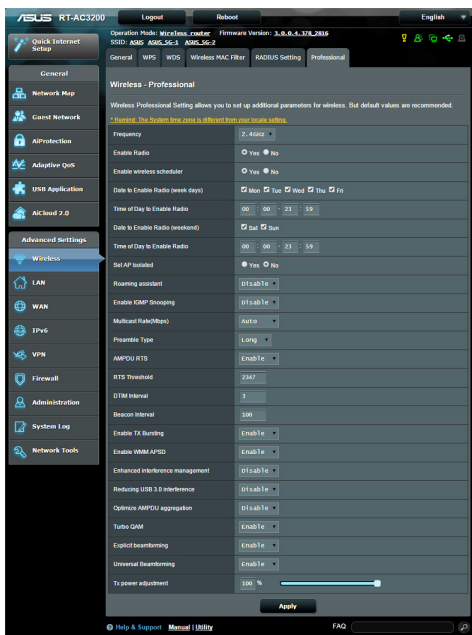 ASUS RT-AC3200 Logout Reboot English
Quick Internet Setup
Operation Mode: Wireless router Firmware Version: 3.0.0.4.378_2816
SSID: ASUS ASUS_5G-1 ASUS_5G-2
General WPS WDS Wireless MAC Filter RADIUS Setting Professional
General
Network Map
Guest Network
AiProtection
Adaptive QoS
USB Application
AiCloud 2.0
Advanced Settings
Wireless
LAN
WAN
IPv6
VPN
Firewall
Administration
System Log
Network Tools
Wireless - Professional
Wireless Professional Setting allows you to set up additional parameters for wireless. But default values are recommended.
* Remind: The System time zone is different from your locale setting.
Frequency 2.4GHz
Enable Radio Yes No
Enable wireless scheduler Yes No
Date to Enable Radio (week days) Mon Tue Wed Thu Fri
Time of Day to Enable Radio 00 : 00 - 23 : 59
Date to Enable Radio (weekend) Sat Sun
Time of Day to Enable Radio 00 : 00 - 23 : 59
Set AP Isolated Yes No
Roaming assistant Disable
Enable IGMP Snooping Disable
Multicast Rate(Mbps) Auto
Preamble Type Long
AMPDU RTS Enable
RTS Threshold 2347
DTIM Interval 3
Beacon Interval 100
Enable TX Bursting Enable
Enable WMM APSD Enable
Enhanced interference management Disable
Reducing USB 3.0 interference Disable
Optimize AMPDU aggregation Disable
Turbo QAM Enable
Explicit beamforming Enable
Universal Beamforming Enable
Tx power adjustment 100 %
Apply
Help & Support Manual | Utility FAQ